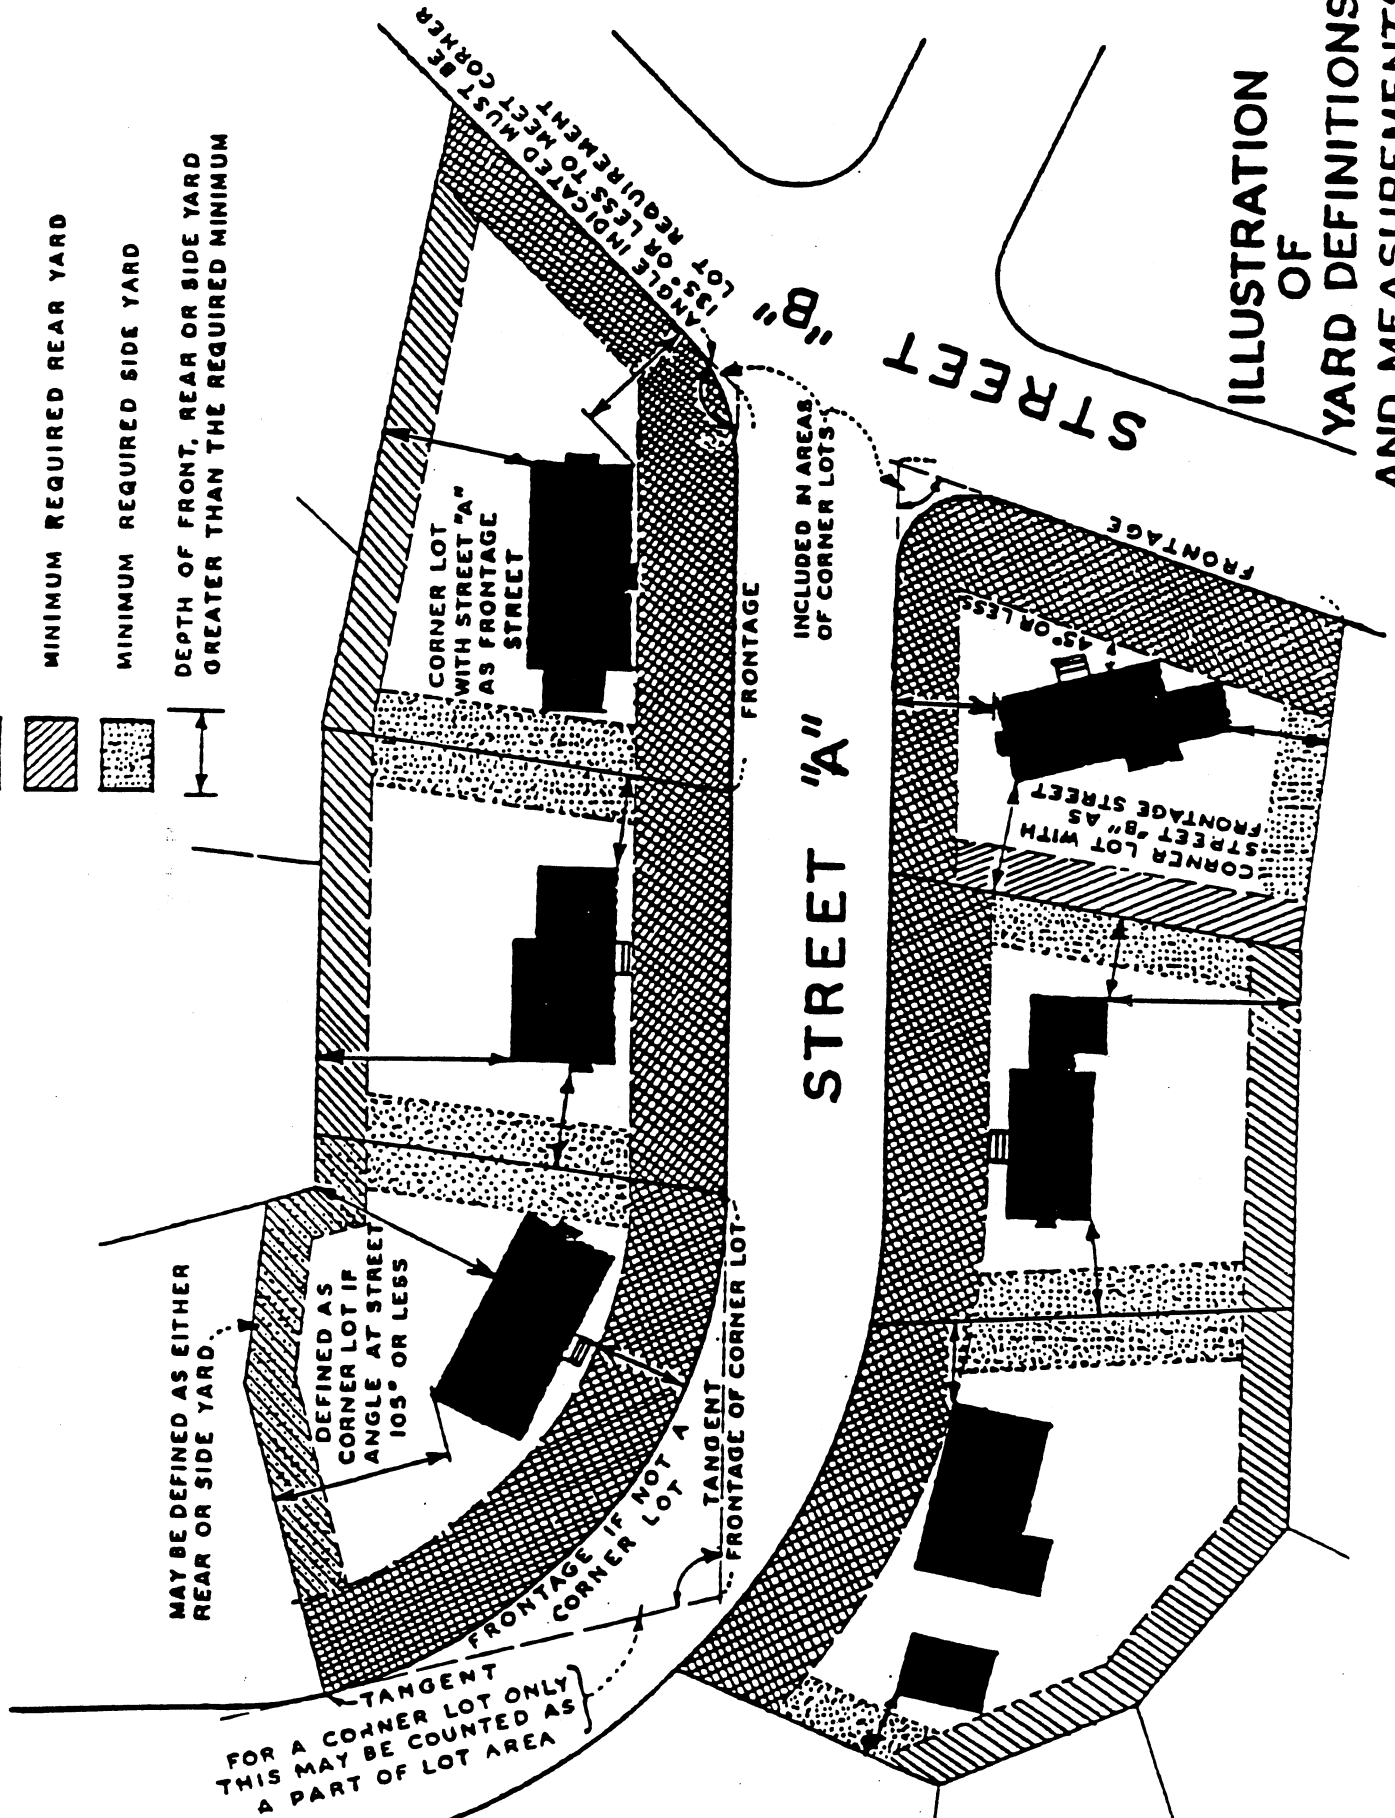 MINIMUM REQUIRED REAR YARD
MINIMUM REQUIRED SIDE YARD
DEPTH OF FRONT, REAR OR SIDE YARD
GREATER THAN THE REQUIRED MINIMUM
MAY BE DEFINED AS EITHER
REAR OR SIDE YARD
DEFINED AS
CORNER LOT IF
ANGLE AT STREET
105° OR LESS
CORNER LOT
WITH STREET "A"
AS FRONTAGE
STREET
ANGLE INDICATED MUST BE
135° OR LESS TO MEET CORNER
LOT REQUIREMENT
FRONTAGE IF NOT A
CORNER LOT
TANGENT
FRONTAGE OF CORNER LOT
FRONTAGE
TANGENT
FOR A CORNER LOT ONLY
THIS MAY BE COUNTED AS
A PART OF LOT AREA
STREET "A"
INCLUDED IN AREAS
OF CORNER LOTS
STREET "B"
45° OR LESS
FRONTAGE
CORNER LOT WITH
STREET "B" AS
FRONTAGE STREET
ILLUSTRATION
OF
YARD DEFINITIONS
AND MEASUREMENTS